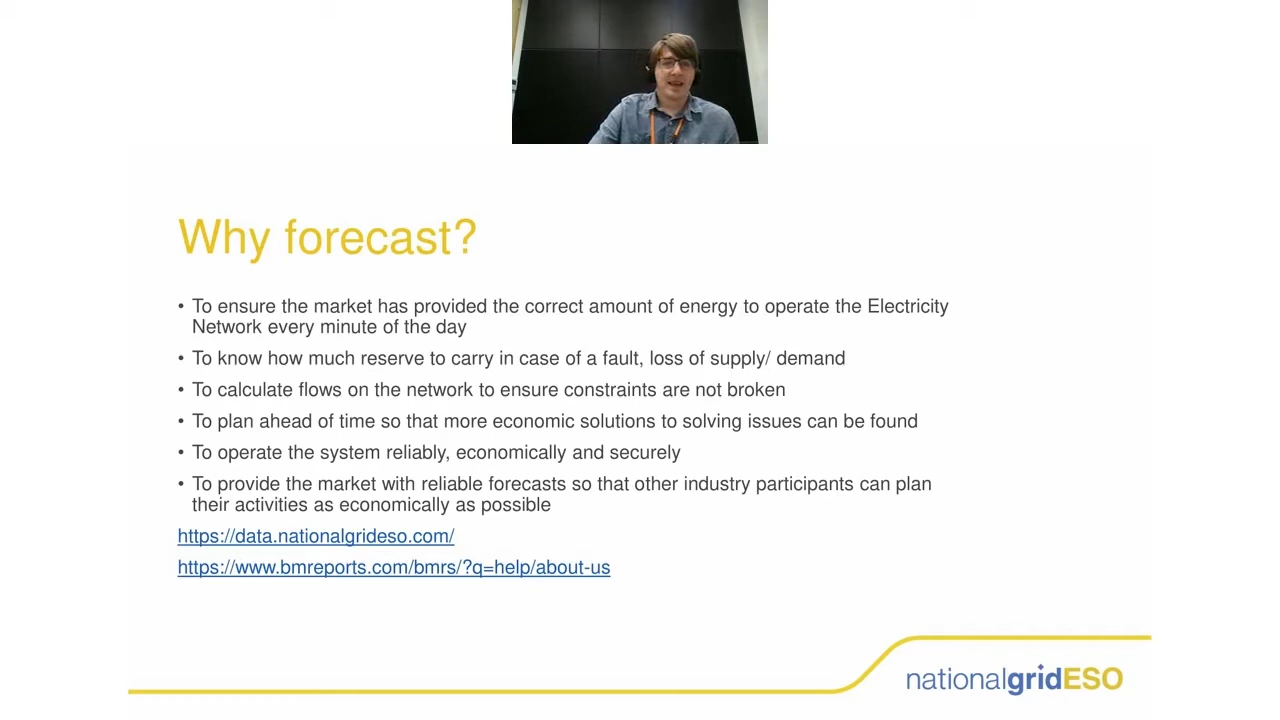 Why forecast?
• To ensure the market has provided the correct amount of energy to operate the Electricity
Network every minute of the day
• To know how much reserve to carry in case of a fault, loss of supply/ demand
• To calculate flows on the network to ensure constraints are not broken
• To plan ahead of time so that more economic solutions to solving issues can be found
• To operate the system reliably, economically and securely
• To provide the market with reliable forecasts so that other industry participants can plan
their activities as economically as possible
https://data.nationalgrideso.com/
https://www.bmreports.com/bmrs/?q=help/about-us
nationalgridESO